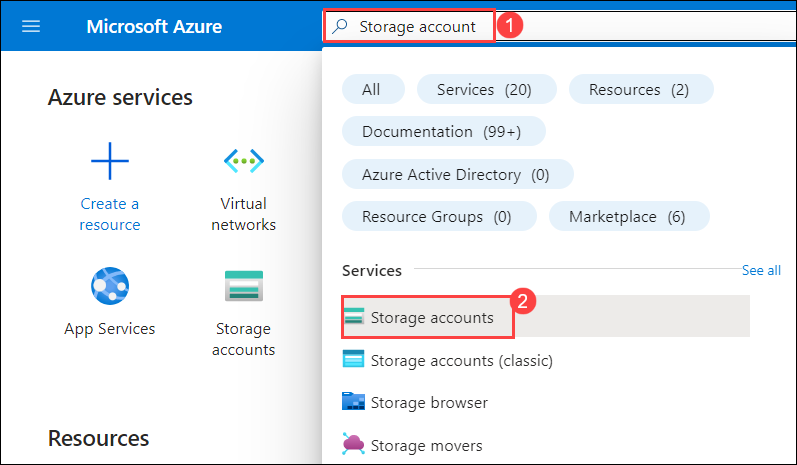 Microsoft Azure
Storage account
1
Azure services
Create a
resource
Virtual
networks
App Services
Storage
accounts
Resources
All
Services (20)
Resources (2)
Documentation (99+)
Azure Active Directory (0)
Resource Groups (0)
Marketplace (6)
Services
See all
2
Storage accounts
Storage accounts (classic)
Storage browser
Storage movers